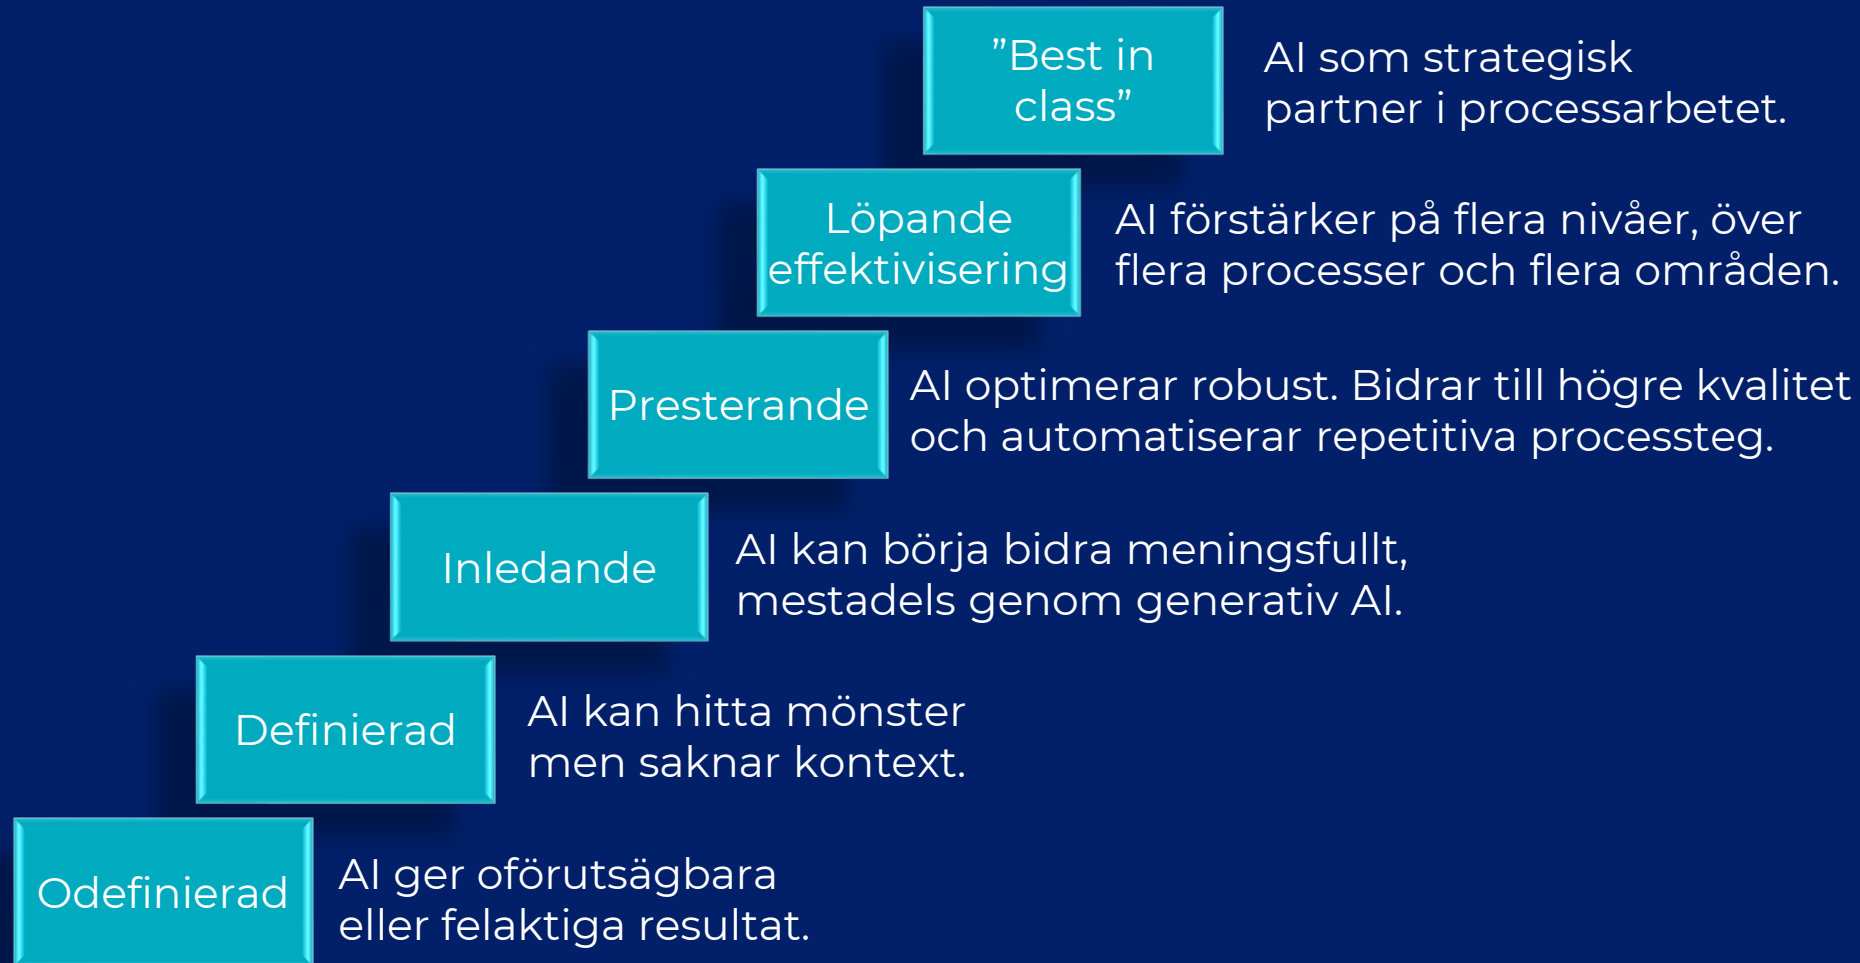 ”Best in
class”
AI som strategisk
partner i processarbetet.
Löpande
effektivisering
AI förstärker på flera nivåer, över
flera processer och flera områden.
Presterande
AI optimerar robust. Bidrar till högre kvalitet
och automatiserar repetitiva processteg.
Inledande
AI kan börja bidra meningsfullt,
mestadels genom generativ AI.
Definierad
AI kan hitta mönster
men saknar kontext.
Odefinierad
AI ger oförutsägbara
eller felaktiga resultat.